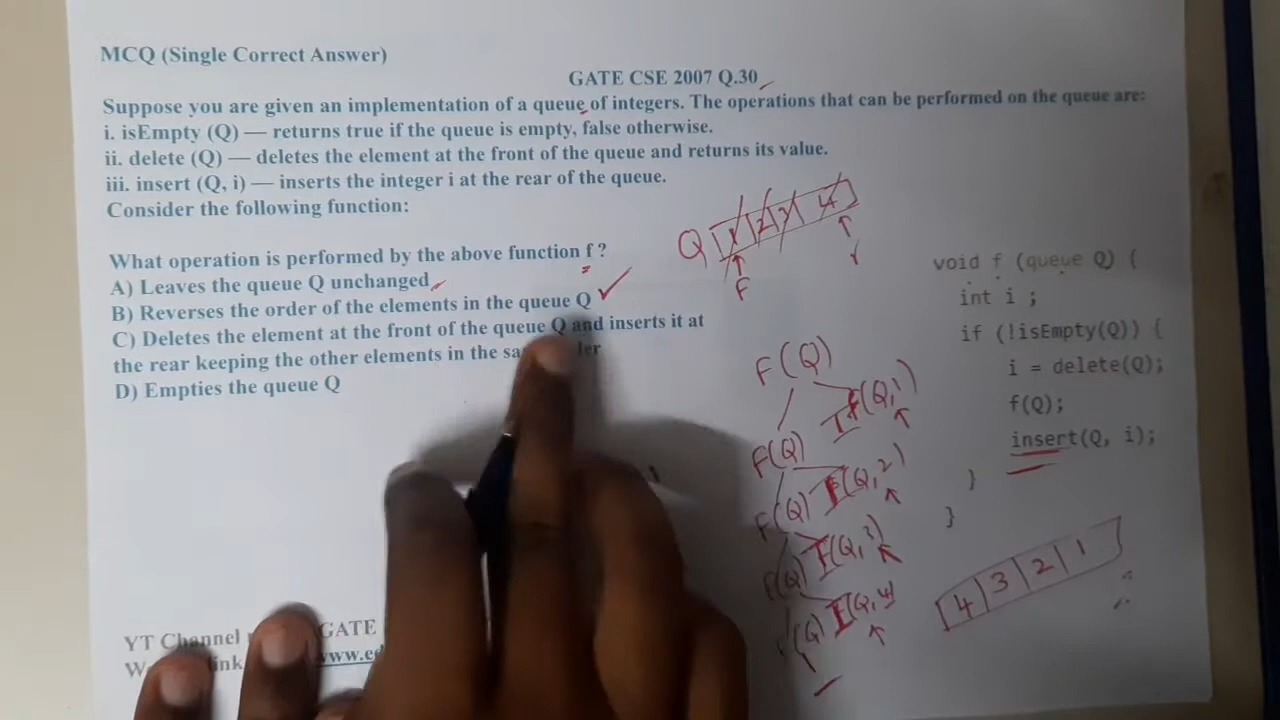 MCQ (Single Correct Answer)
GATE CSE 2007 Q.30
Suppose you are given an implementation of a queue of integers. The operations that can be performed on the queue are:
i. isEmpty (Q) — returns true if the queue is empty, false otherwise.
ii. delete (Q) — deletes the element at the front of the queue and returns its value.
iii. insert (Q, i) — inserts the integer i at the rear of the queue.
Consider the following function:
What operation is performed by the above function f ?
A) Leaves the queue Q unchanged
B) Reverses the order of the elements in the queue Q
C) Deletes the element at the front of the queue Q and inserts it at
the rear keeping the other elements in the
D) Empties the queue Q
void f (queue Q) {
int i ;
if (!isEmpty(Q)) {
i = delete(Q);
f(Q);
insert(Q, i);
}
}
Q 1 2 3 4
F
F(Q)
F(Q) I(Q,1)
F(Q) I(Q,2)
F(Q) I(Q,3)
F(Q) I(Q,4)
4 3 2 1
YT Channel GATE